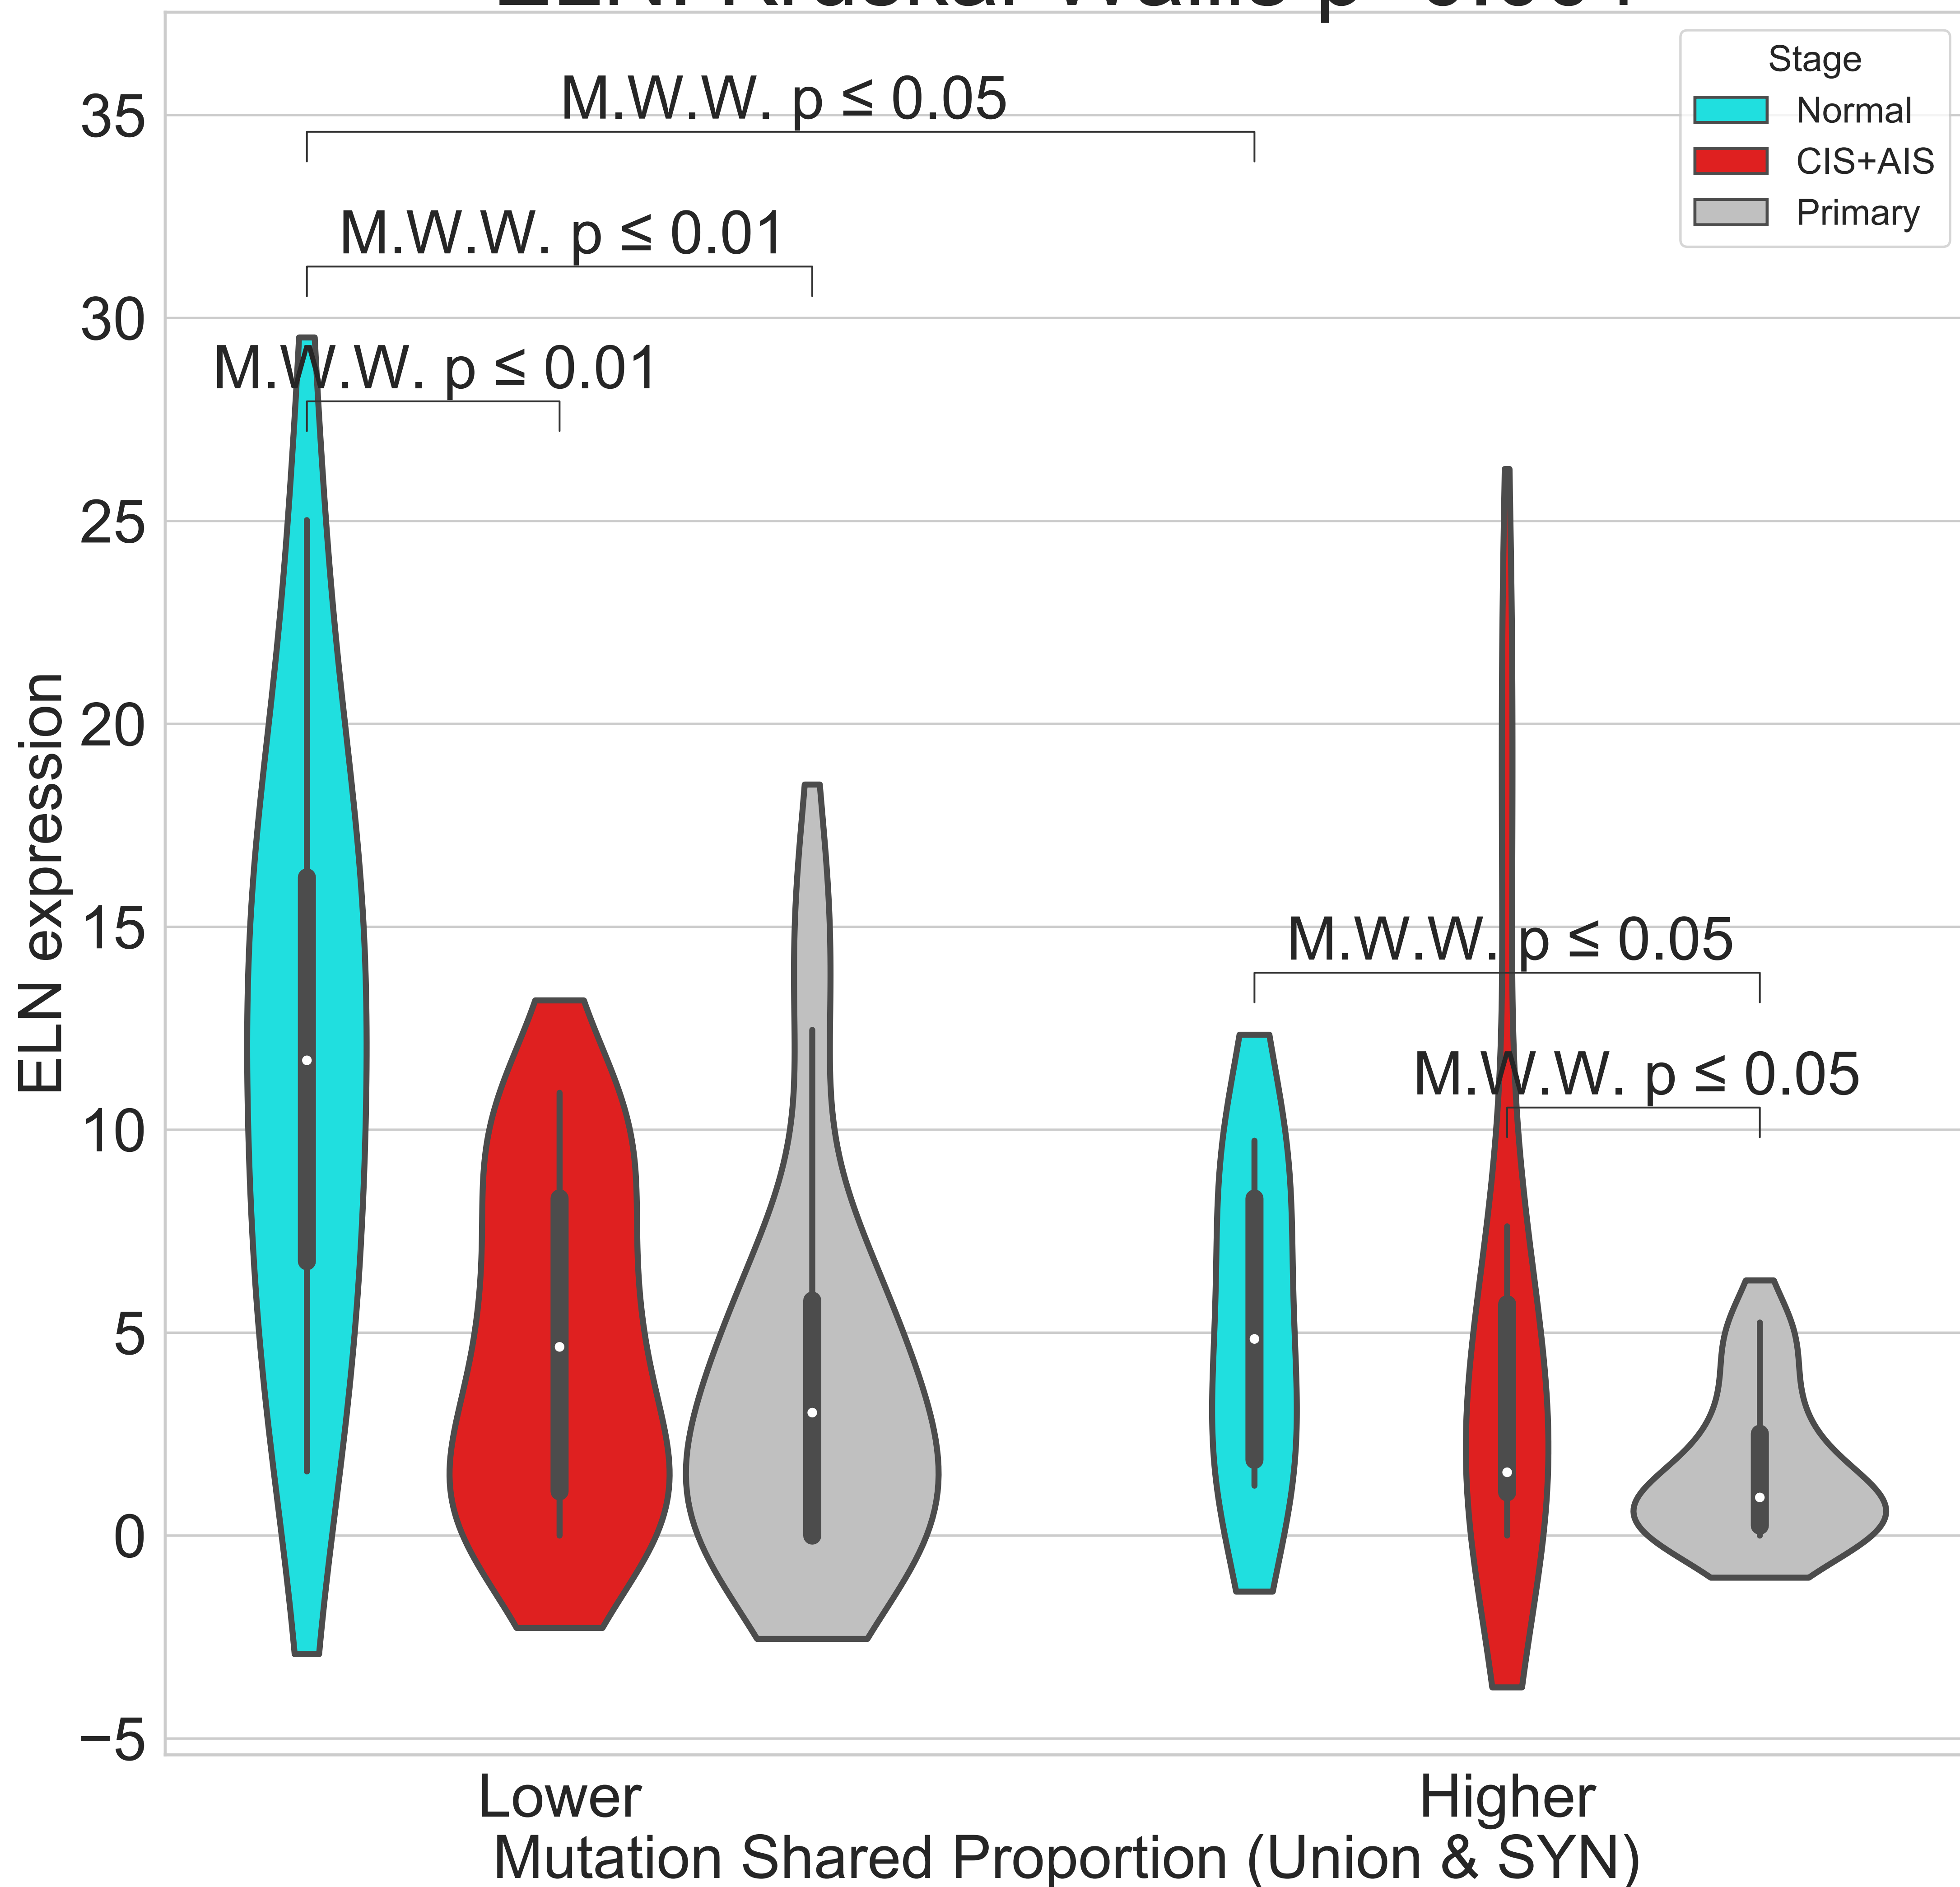 Stage
Normal
CIS+AIS
Primary
M.W.W. p ≤ 0.05
M.W.W. p ≤ 0.01
M.W.W. p ≤ 0.01
M.W.W. p ≤ 0.05
M.W.W. p ≤ 0.05
35
30
25
20
15
10
5
0
−5
ELN expression
Lower
Higher
Mutation Shared Proportion (Union & SYN)